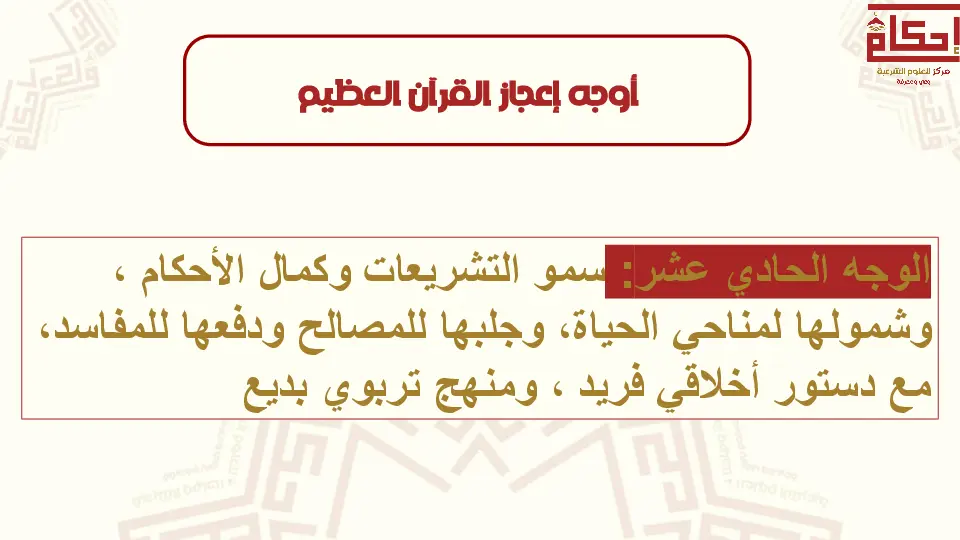 إحكام
مركز للعلوم الشرعية
وعي ومعرفة
أوجه إعجاز القرآن العظيم
الوجه الحادي عشر: سمو التشريعات وكمال الأحكام ،
وشمولها لمناحي الحياة، وجلبها للمصالح ودفعها للمفاسد،
مع دستور أخلاقي فريد ، ومنهج تربوي بديع